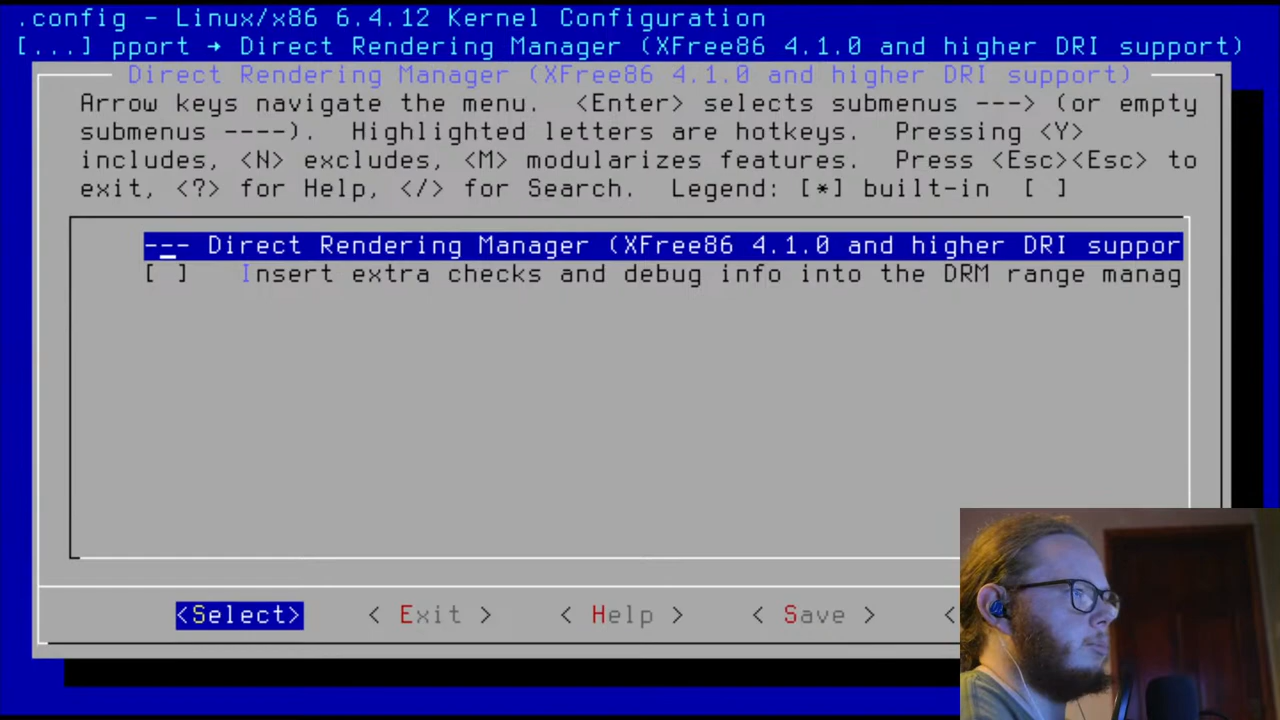 .config - Linux/x86 6.4.12 Kernel Configuration
[...] pport → Direct Rendering Manager (XFree86 4.1.0 and higher DRI support)
Direct Rendering Manager (XFree86 4.1.0 and higher DRI support)
Arrow keys navigate the menu. <Enter> selects submenus ---> (or empty
submenus ----). Highlighted letters are hotkeys. Pressing <Y>
includes, <N> excludes, <M> modularizes features. Press <Esc><Esc> to
exit, <?> for Help, </> for Search. Legend: [*] built-in [ ]
--- Direct Rendering Manager (XFree86 4.1.0 and higher DRI suppor
[ ] Insert extra checks and debug info into the DRM range manag
<Select> < Exit > < Help > < Save > <